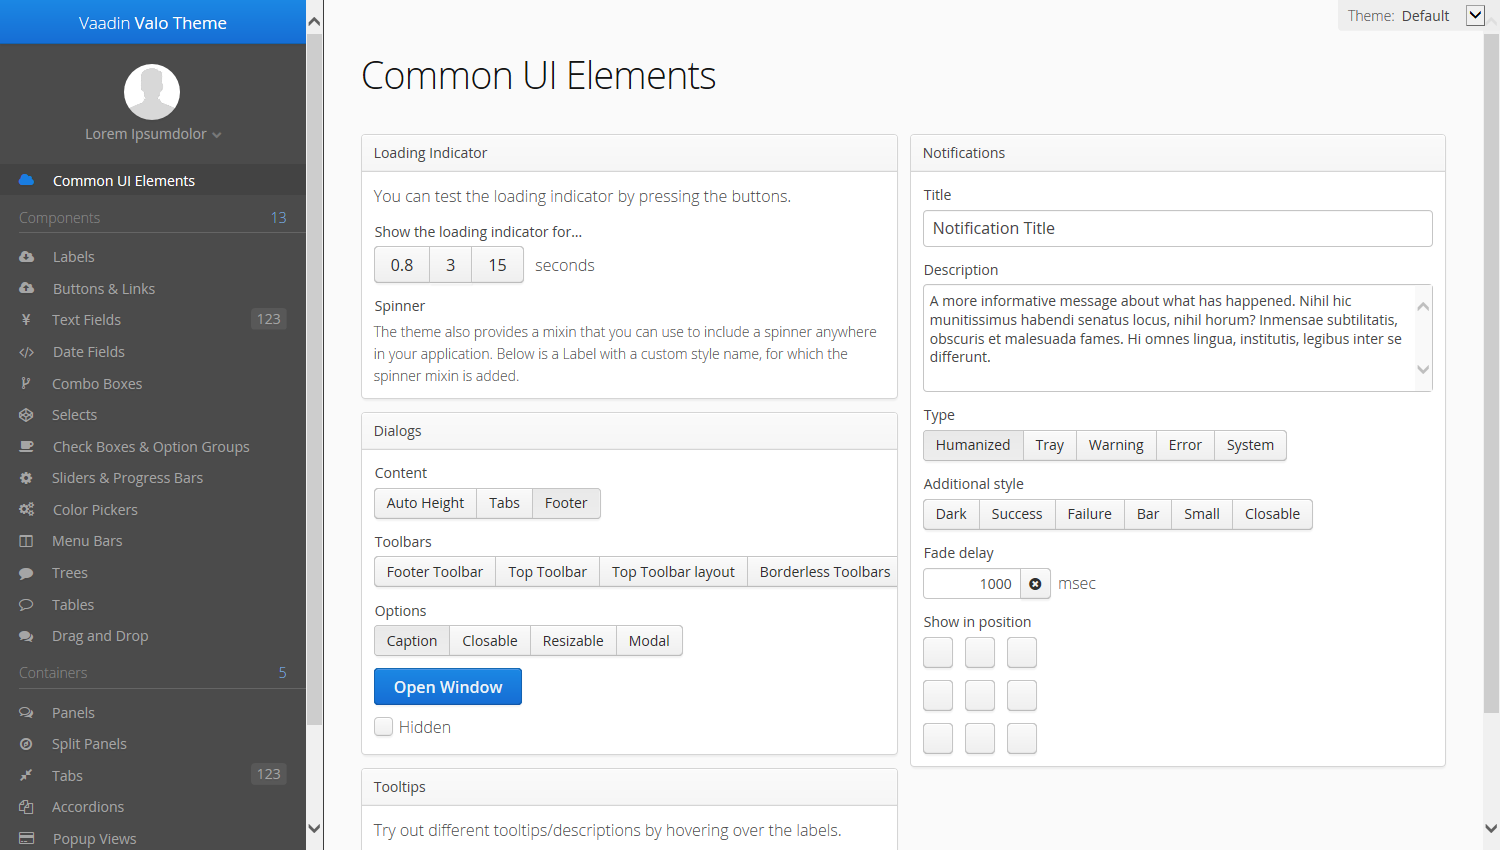 Vaadin Valo Theme
Lorem Ipsumdolor
Common UI Elements
Components 13
Labels
Buttons & Links
Text Fields 123
Date Fields
Combo Boxes
Selects
Check Boxes & Option Groups
Sliders & Progress Bars
Color Pickers
Menu Bars
Trees
Tables
Drag and Drop
Containers 5
Panels
Split Panels
Tabs 123
Accordions
Popup Views
Theme: Default
Common UI Elements
Loading Indicator
You can test the loading indicator by pressing the buttons.
Show the loading indicator for...
0.8 3 15 seconds
Spinner
The theme also provides a mixin that you can use to include a spinner anywhere
in your application. Below is a Label with a custom style name, for which the
spinner mixin is added.
Dialogs
Content
Auto Height Tabs Footer
Toolbars
Footer Toolbar Top Toolbar Top Toolbar layout Borderless Toolbars
Options
Caption Closable Resizable Modal
Open Window
Hidden
Tooltips
Try out different tooltips/descriptions by hovering over the labels.
Notifications
Title
Notification Title
Description
A more informative message about what has happened. Nihil hic
munitissimus habendi senatus locus, nihil horum? Inmensae subtilitatis,
obscuris et malesuada fames. Hi omnes lingua, institutis, legibus inter se
differunt.
Type
Humanized Tray Warning Error System
Additional style
Dark Success Failure Bar Small Closable
Fade delay
1000 msec
Show in position